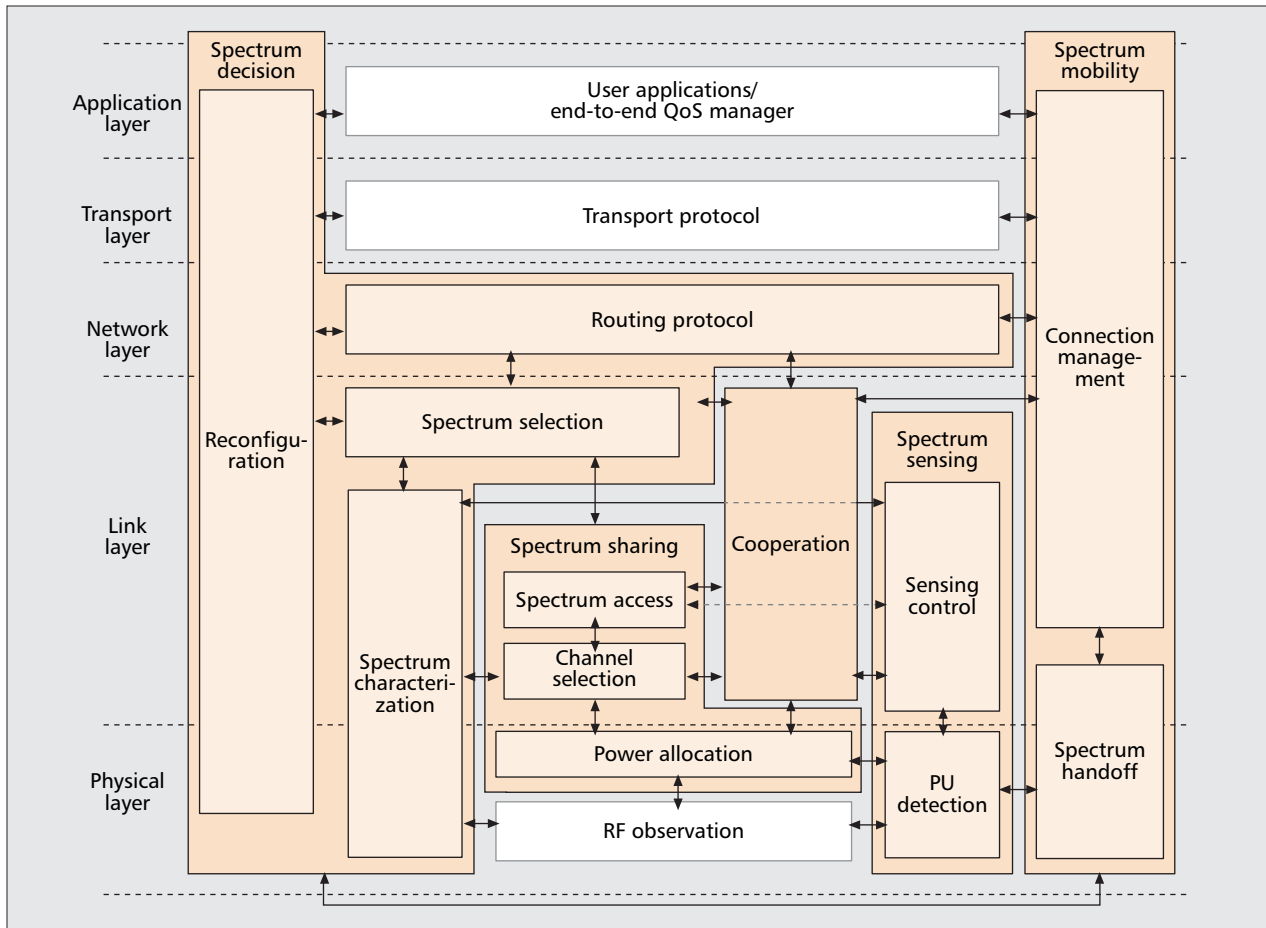 Spectrum
decision
Spectrum
mobility
Application
layer
User applications/
end-to-end QoS manager
Transport
layer
Transport protocol
Network
layer
Routing protocol
Connection
manage-
ment
Spectrum selection
Reconfigu-
ration
Spectrum
sensing
Link
layer
Spectrum sharing
Cooperation
Spectrum access
Sensing
control
Channel
selection
Spectrum
characteri-
zation
Power allocation
Spectrum
handoff
Physical
layer
PU
detection
RF observation